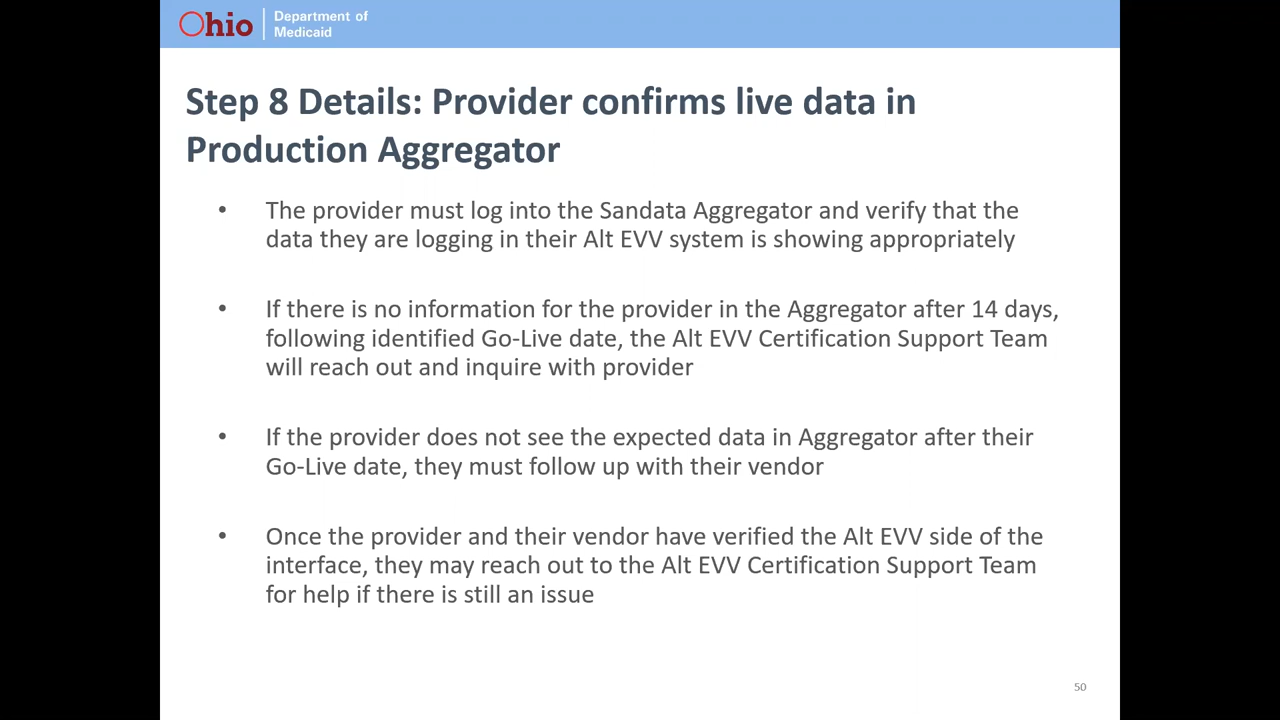 Ohio
Department of
Medicaid
Step 8 Details: Provider confirms live data in
Production Aggregator
• The provider must log into the Sandata Aggregator and verify that the
data they are logging in their Alt EVV system is showing appropriately
• If there is no information for the provider in the Aggregator after 14 days,
following identified Go-Live date, the Alt EVV Certification Support Team
will reach out and inquire with provider
• If the provider does not see the expected data in Aggregator after their
Go-Live date, they must follow up with their vendor
• Once the provider and their vendor have verified the Alt EVV side of the
interface, they may reach out to the Alt EVV Certification Support Team
for help if there is still an issue
50